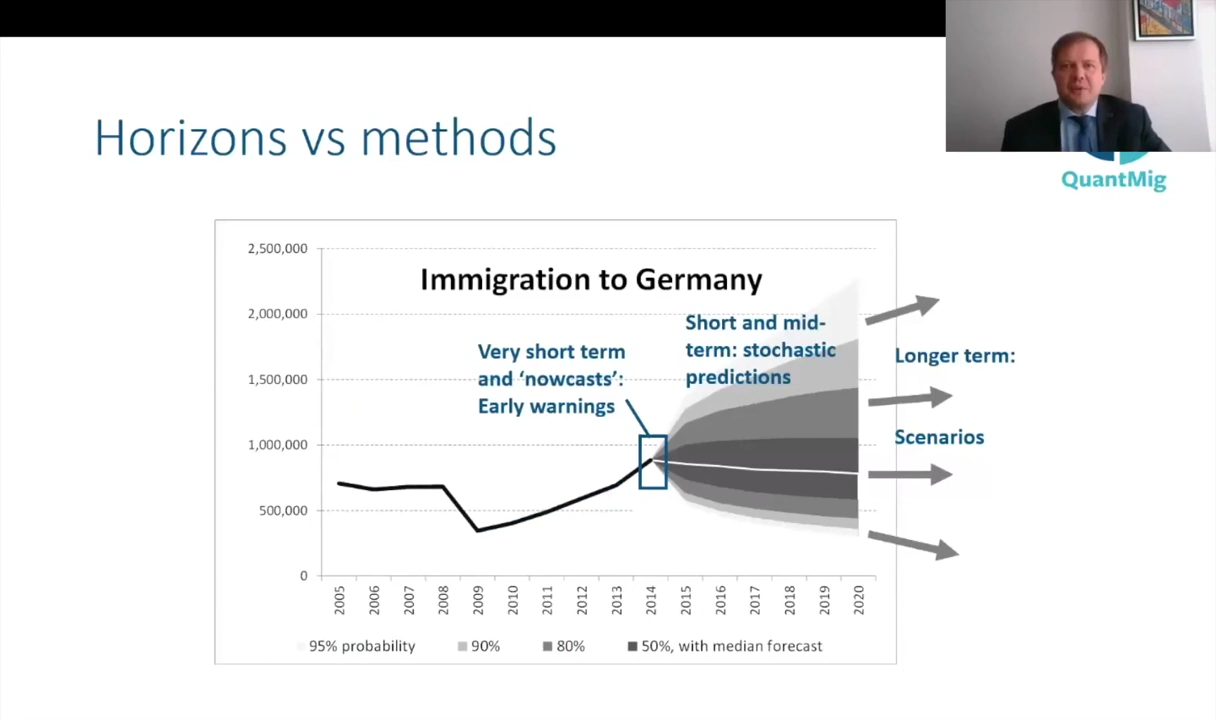 Horizons vs methods
QuantMig
2,500,000
2,000,000
1,500,000
1,000,000
500,000
0
Immigration to Germany
Very short term
and ‘nowcasts’:
Early warnings
Short and mid-
term: stochastic
predictions
Longer term:
Scenarios
2005
2006
2007
2008
2009
2010
2011
2012
2013
2014
2015
2016
2017
2018
2019
2020
95% probability
90%
80%
50%, with median forecast